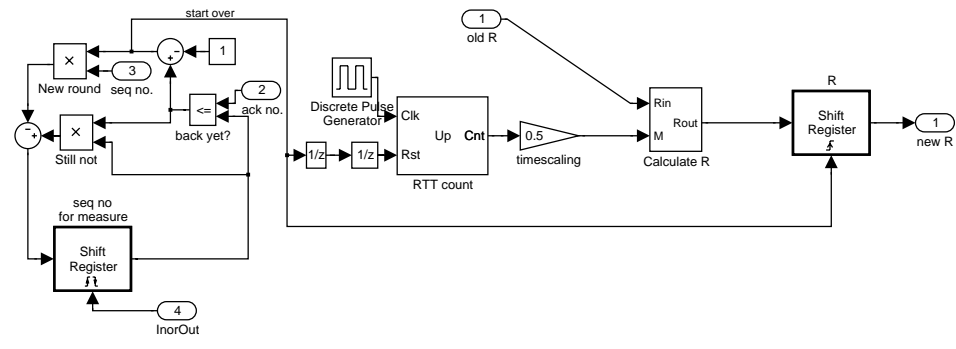 start over
1
old R
×
New round
-
+
1
3
seq no.
2
ack no.
<=
back yet?
×
Still not
-
+
Discrete Pulse
Generator
Clk
Up
Cnt
Rst
RTT count
1/z
1/z
0.5
timescaling
Rin
Rout
M
Calculate R
R
Shift
Register
1
new R
seq no
for measure
Shift
Register
4
InorOut